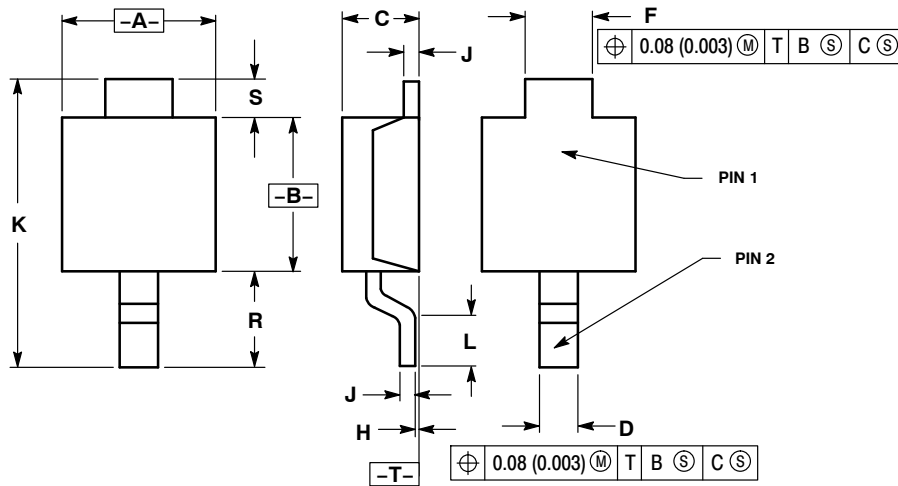 –A–
C
F
⌖ 0.08 (0.003) Ⓜ T B Ⓢ C Ⓢ
J
S
K
–B–
PIN 1
PIN 2
R
L
J
D
H
⌖ 0.08 (0.003) Ⓜ T B Ⓢ C Ⓢ
–T–